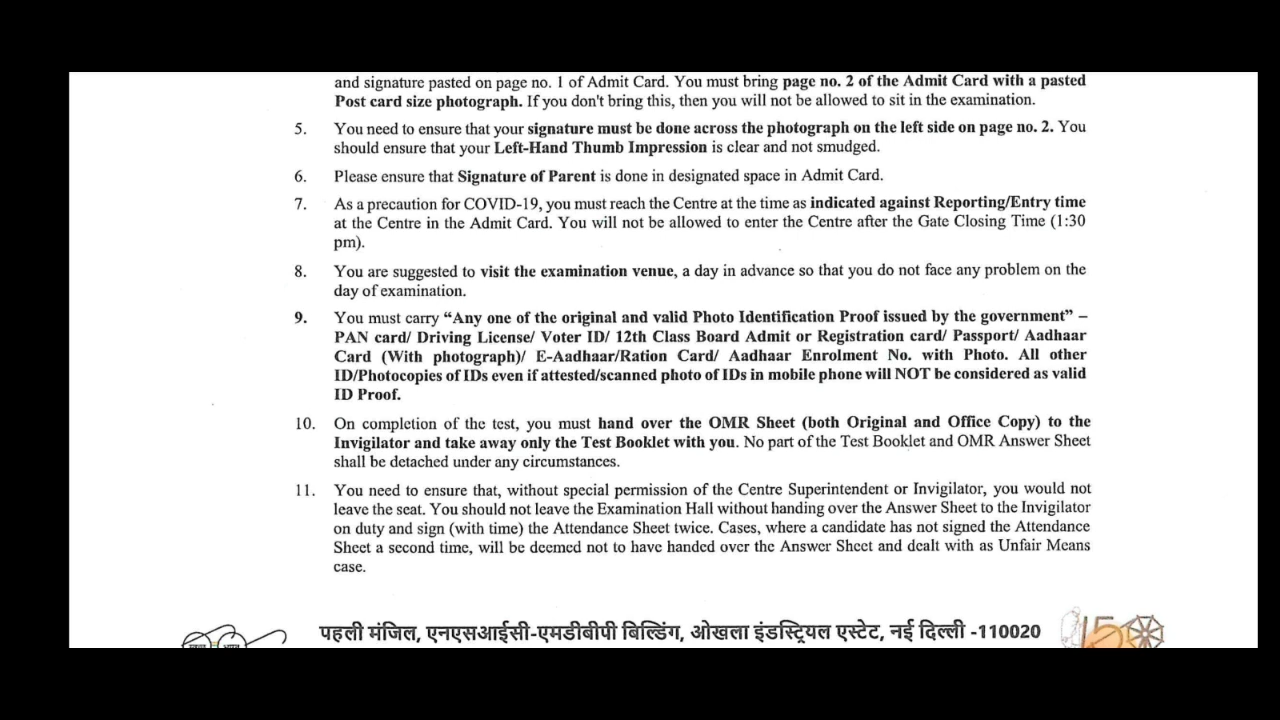 and signature pasted on page no. 1 of Admit Card. You must bring page no. 2 of the Admit Card with a pasted
Post card size photograph. If you don't bring this, then you will not be allowed to sit in the examination.
5. You need to ensure that your signature must be done across the photograph on the left side on page no. 2. You
should ensure that your Left-Hand Thumb Impression is clear and not smudged.
6. Please ensure that Signature of Parent is done in designated space in Admit Card.
7. As a precaution for COVID-19, you must reach the Centre at the time as indicated against Reporting/Entry time
at the Centre in the Admit Card. You will not be allowed to enter the Centre after the Gate Closing Time (1:30
pm).
8. You are suggested to visit the examination venue, a day in advance so that you do not face any problem on the
day of examination.
9. You must carry “Any one of the original and valid Photo Identification Proof issued by the government” –
PAN card/ Driving License/ Voter ID/ 12th Class Board Admit or Registration card/ Passport/ Aadhaar
Card (With photograph)/ E-Aadhaar/Ration Card/ Aadhaar Enrolment No. with Photo. All other
ID/Photocopies of IDs even if attested/scanned photo of IDs in mobile phone will NOT be considered as valid
ID Proof.
10. On completion of the test, you must hand over the OMR Sheet (both Original and Office Copy) to the
Invigilator and take away only the Test Booklet with you. No part of the Test Booklet and OMR Answer Sheet
shall be detached under any circumstances.
11. You need to ensure that, without special permission of the Centre Superintendent or Invigilator, you would not
leave the seat. You should not leave the Examination Hall without handing over the Answer Sheet to the Invigilator
on duty and sign (with time) the Attendance Sheet twice. Cases, where a candidate has not signed the Attendance
Sheet a second time, will be deemed not to have handed over the Answer Sheet and dealt with as Unfair Means
case.
पहली मंजिल, एनएसआईसी-एमडीबीपी बिल्डिंग, ओखला इंडस्ट्रियल एस्टेट, नई दिल्ली -110020